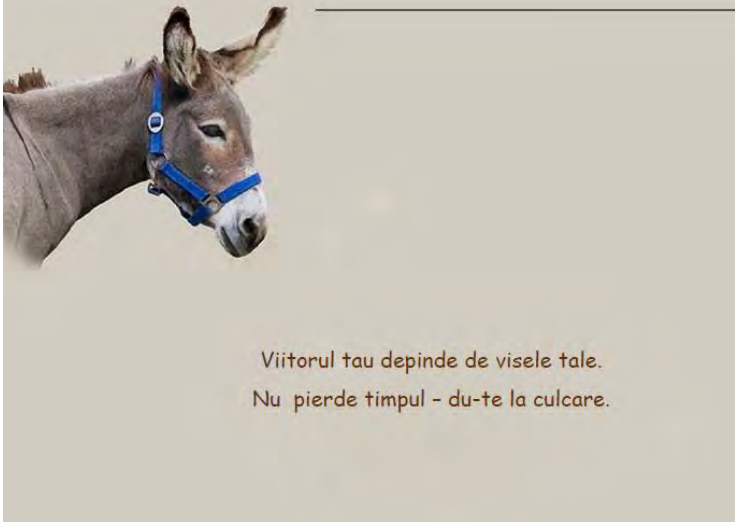 Viitorul tau depinde de visele tale.
Nu pierde timpul – du-te la culcare.